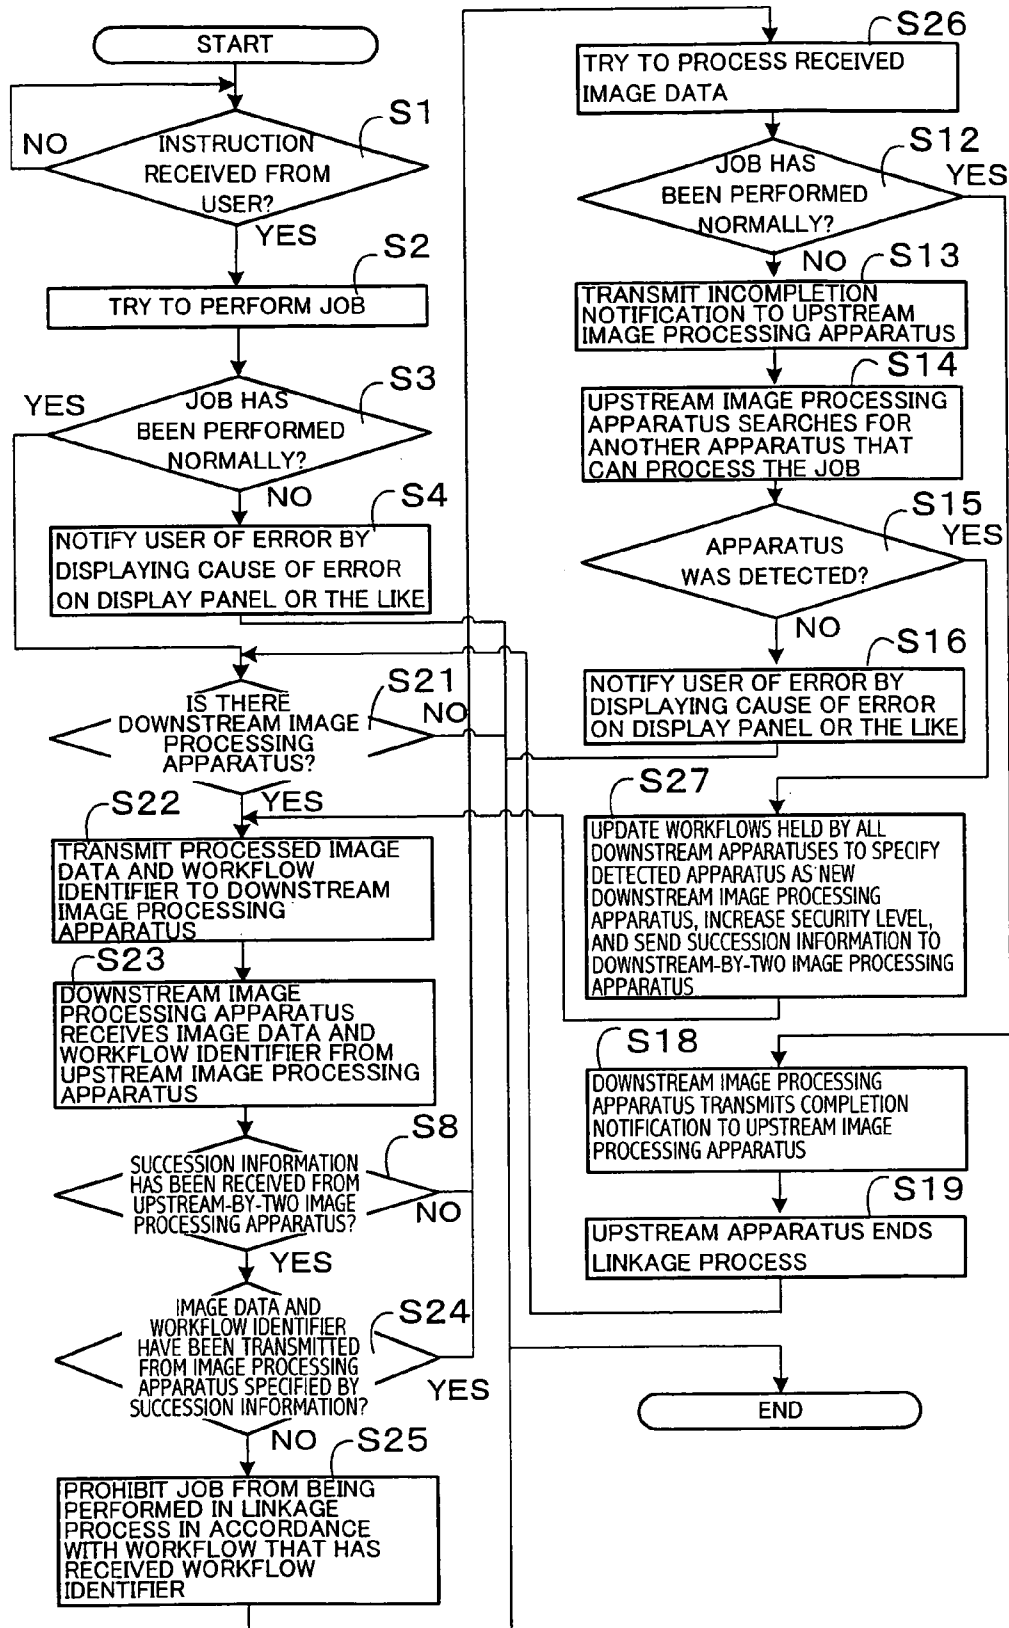 START
S1
NO
INSTRUCTION
RECEIVED FROM
USER?
YES
S2
TRY TO PERFORM JOB
S3
YES
JOB HAS
BEEN PERFORMED
NORMALLY?
NO
S4
NOTIFY USER OF ERROR BY
DISPLAYING CAUSE OF ERROR
ON DISPLAY PANEL OR THE LIKE
S21
IS THERE
DOWNSTREAM IMAGE
PROCESSING
APPARATUS?
NO
YES
S22
TRANSMIT PROCESSED IMAGE
DATA AND WORKFLOW
IDENTIFIER TO DOWNSTREAM
IMAGE PROCESSING
APPARATUS
S23
DOWNSTREAM IMAGE
PROCESSING APPARATUS
RECEIVES IMAGE DATA AND
WORKFLOW IDENTIFIER FROM
UPSTREAM IMAGE PROCESSING
APPARATUS
S8
SUCCESSION INFORMATION
HAS BEEN RECEIVED FROM
UPSTREAM-BY-TWO IMAGE
PROCESSING APPARATUS?
NO
YES
S24
IMAGE DATA AND
WORKFLOW IDENTIFIER
HAVE BEEN TRANSMITTED
FROM IMAGE PROCESSING
APPARATUS SPECIFIED BY
SUCCESSION INFORMATION?
YES
NO
S25
PROHIBIT JOB FROM BEING
PERFORMED IN LINKAGE
PROCESS IN ACCORDANCE
WITH WORKFLOW THAT HAS
RECEIVED WORKFLOW
IDENTIFIER
S26
TRY TO PROCESS RECEIVED
IMAGE DATA
S12
JOB HAS
BEEN PERFORMED
NORMALLY?
YES
NO
S13
TRANSMIT INCOMPLETION
NOTIFICATION TO UPSTREAM
IMAGE PROCESSING APPARATUS
S14
UPSTREAM IMAGE PROCESSING
APPARATUS SEARCHES FOR
ANOTHER APPARATUS THAT
CAN PROCESS THE JOB
S15
YES
APPARATUS
WAS DETECTED?
NO
S16
NOTIFY USER OF ERROR BY
DISPLAYING CAUSE OF ERROR
ON DISPLAY PANEL OR THE LIKE
S27
UPDATE WORKFLOWS HELD BY ALL
DOWNSTREAM APPARATUSES TO SPECIFY
DETECTED APPARATUS AS NEW
DOWNSTREAM IMAGE PROCESSING
APPARATUS, INCREASE SECURITY LEVEL,
AND SEND SUCCESSION INFORMATION TO
DOWNSTREAM-BY-TWO IMAGE PROCESSING
APPARATUS
S18
DOWNSTREAM IMAGE PROCESSING
APPARATUS TRANSMITS COMPLETION
NOTIFICATION TO UPSTREAM IMAGE
PROCESSING APPARATUS
S19
UPSTREAM APPARATUS ENDS
LINKAGE PROCESS
END